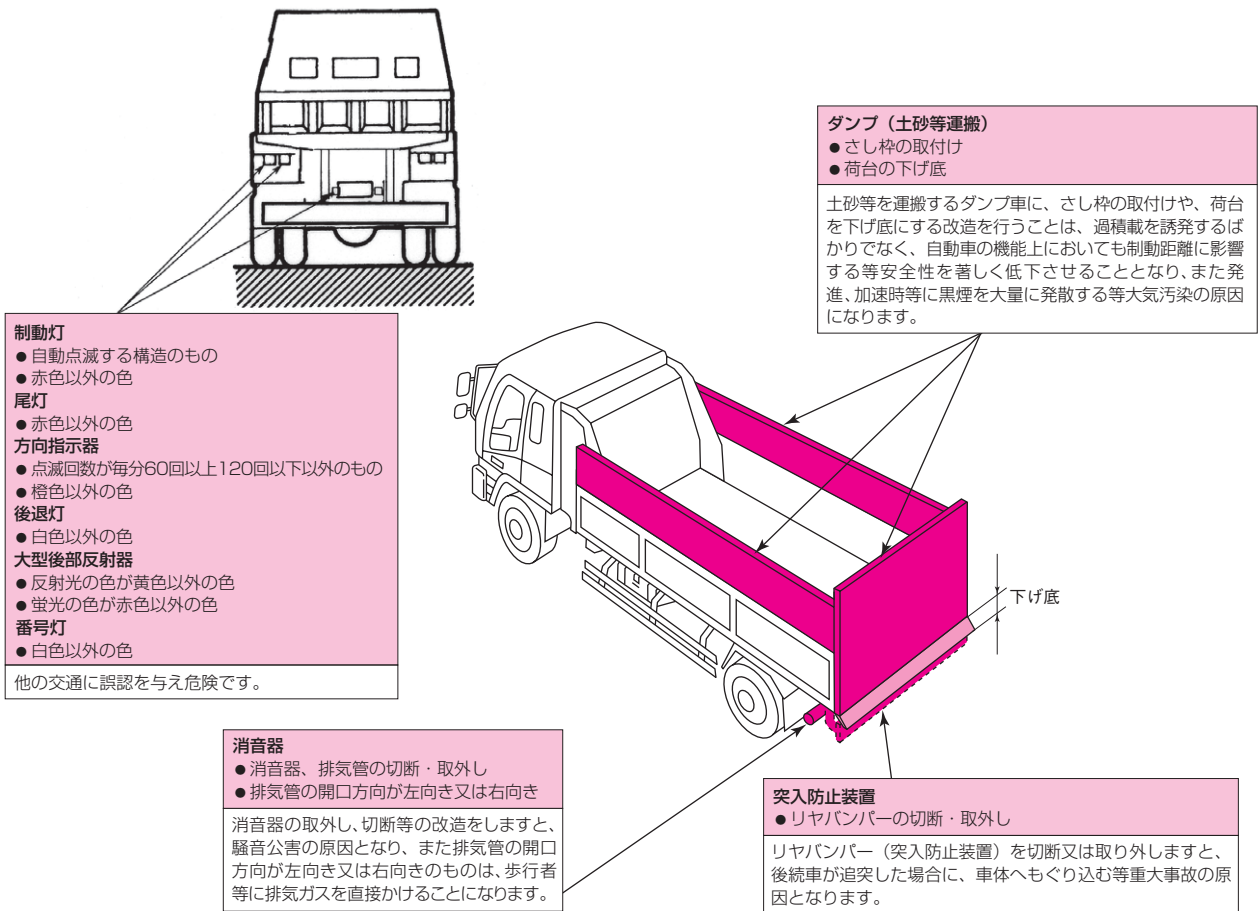 ダンプ（土砂等運搬）
●さし枠の取付け
●荷台の下げ底
土砂等を運搬するダンプ車に、さし枠の取付けや、荷台
を下げ底にする改造を行うことは、過積載を誘発するば
かりでなく、自動車の機能上においても制動距離に影響
する等安全性を著しく低下させることとなり、また発
進、加速時等に黒煙を大量に発散する等大気汚染の原因
になります。
制動灯
●自動点滅する構造のもの
●赤色以外の色
尾灯
●赤色以外の色
方向指示器
●点滅回数が毎分60回以上120回以下以外のもの
●橙色以外の色
後退灯
●白色以外の色
大型後部反射器
●反射光の色が黄色以外の色
●蛍光の色が赤色以外の色
番号灯
●白色以外の色
他の交通に誤認を与え危険です。
下げ底
消音器
●消音器、排気管の切断・取外し
●排気管の開口方向が左向き又は右向き
消音器の取外し、切断等の改造をしますと、
騒音公害の原因となり、また排気管の開口
方向が左向き又は右向きのものは、歩行者
等に排気ガスを直接かけることになります。
突入防止装置
●リヤバンパーの切断・取外し
リヤバンパー（突入防止装置）を切断又は取り外しますと、
後続車が追突した場合に、車体へもぐり込む等重大事故の原
因となります。